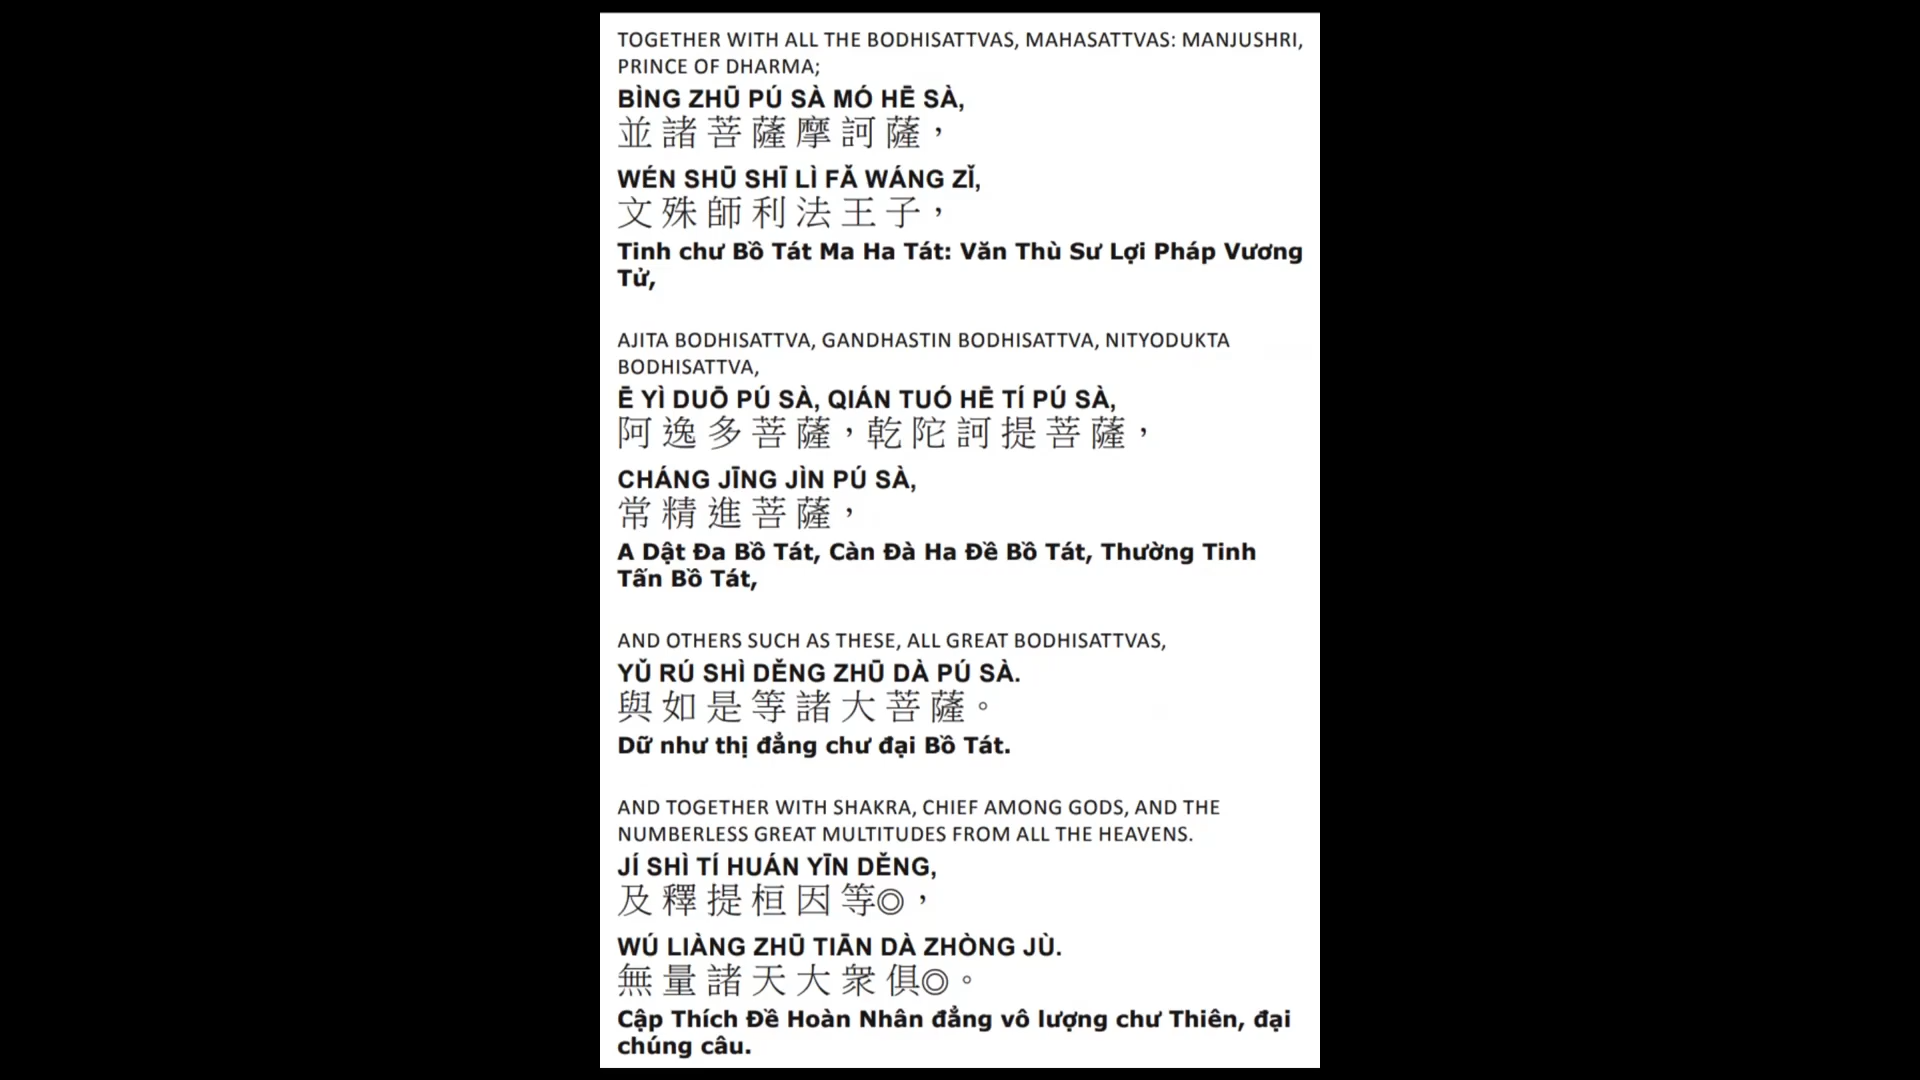 TOGETHER WITH ALL THE BODHISATTVAS, MAHASATTVAS: MANJUSHRI,
PRINCE OF DHARMA;
BÌNG ZHŪ PÚ SÀ MÓ HĒ SÀ,
並諸菩薩摩訶薩，
WÉN SHŪ SHĪ LÌ FǍ WÁNG ZǏ,
文殊師利法王子，
Tinh chư Bồ Tát Ma Ha Tát: Văn Thù Sư Lợi Pháp Vương
Tử,
AJITA BODHISATTVA, GANDHASTIN BODHISATTVA, NITYODUKTA
BODHISATTVA,
Ē YÌ DUŌ PÚ SÀ, QIÁN TUÓ HĒ TÍ PÚ SÀ,
阿逸多菩薩，乾陀訶提菩薩，
CHÁNG JĪNG JÌN PÚ SÀ,
常精進菩薩，
A Dật Đa Bồ Tát, Càn Đà Ha Đề Bồ Tát, Thường Tinh
Tấn Bồ Tát,
AND OTHERS SUCH AS THESE, ALL GREAT BODHISATTVAS,
YǓ RÚ SHÌ DĚNG ZHŪ DÀ PÚ SÀ.
與如是等諸大菩薩。
Dữ như thị đẳng chư đại Bồ Tát.
AND TOGETHER WITH SHAKRA, CHIEF AMONG GODS, AND THE
NUMBERLESS GREAT MULTITUDES FROM ALL THE HEAVENS.
JÍ SHÌ TÍ HUÁN YĪN DĚNG,
及釋提桓因等◎，
WÚ LIÀNG ZHŪ TIĀN DÀ ZHÒNG JÙ.
無量諸天大衆俱◎。
Cập Thích Đề Hoàn Nhân đẳng vô lượng chư Thiên, đại
chúng câu.